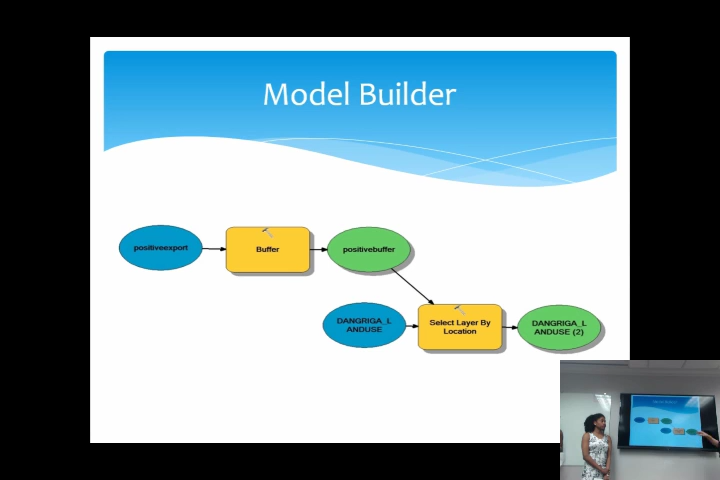 Model Builder
positiveexport
Buffer
positivebuffer
DANGRIGA_L
ANDUSE
Select Layer By
Location
DANGRIGA_L
ANDUSE (2)